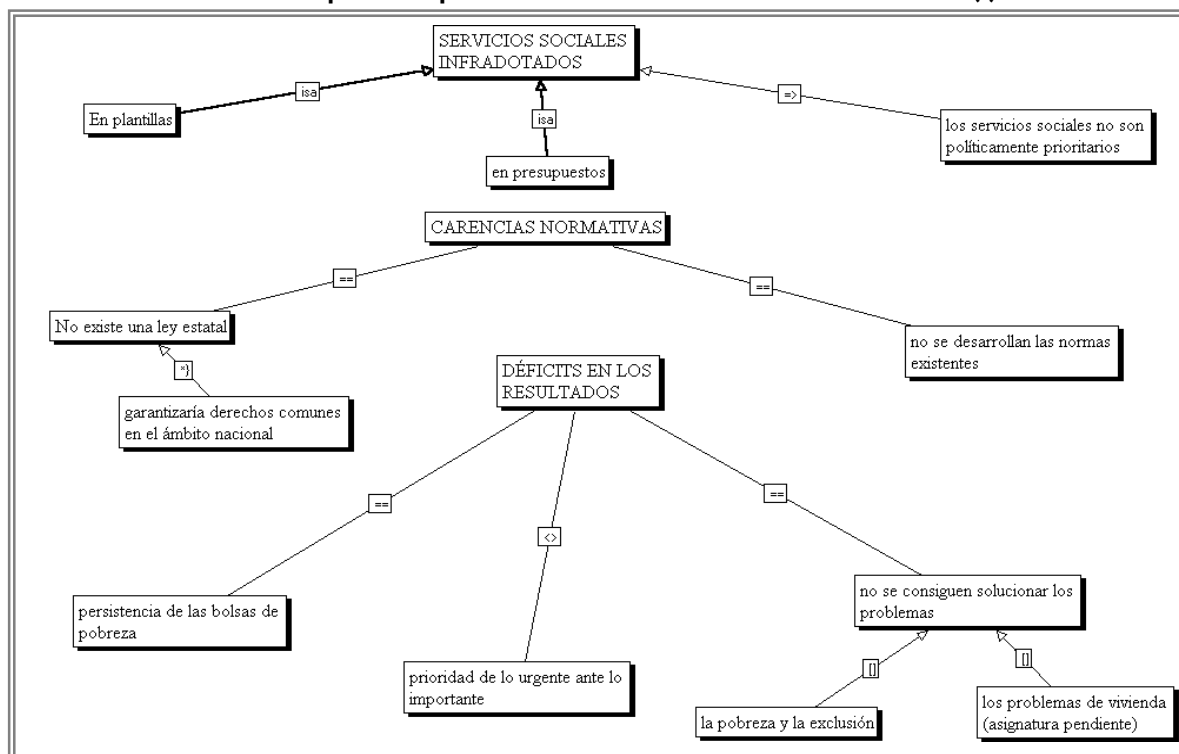 SERVICIOS SOCIALES
INFRADOTADOS
isa
=>
En plantillas
isa
los servicios sociales no son
políticamente prioritarios
en presupuestos
CARENCIAS NORMATIVAS
==
==
No existe una ley estatal
no se desarrollan las normas
existentes
*}
DÉFICITS EN LOS
RESULTADOS
garantizaría derechos comunes
en el ámbito nacional
==
==
<>
persistencia de las bolsas de
pobreza
no se consiguen solucionar los
problemas
[]
[]
prioridad de lo urgente ante lo
importante
la pobreza y la exclusión
los problemas de vivienda
(asignatura pendiente)